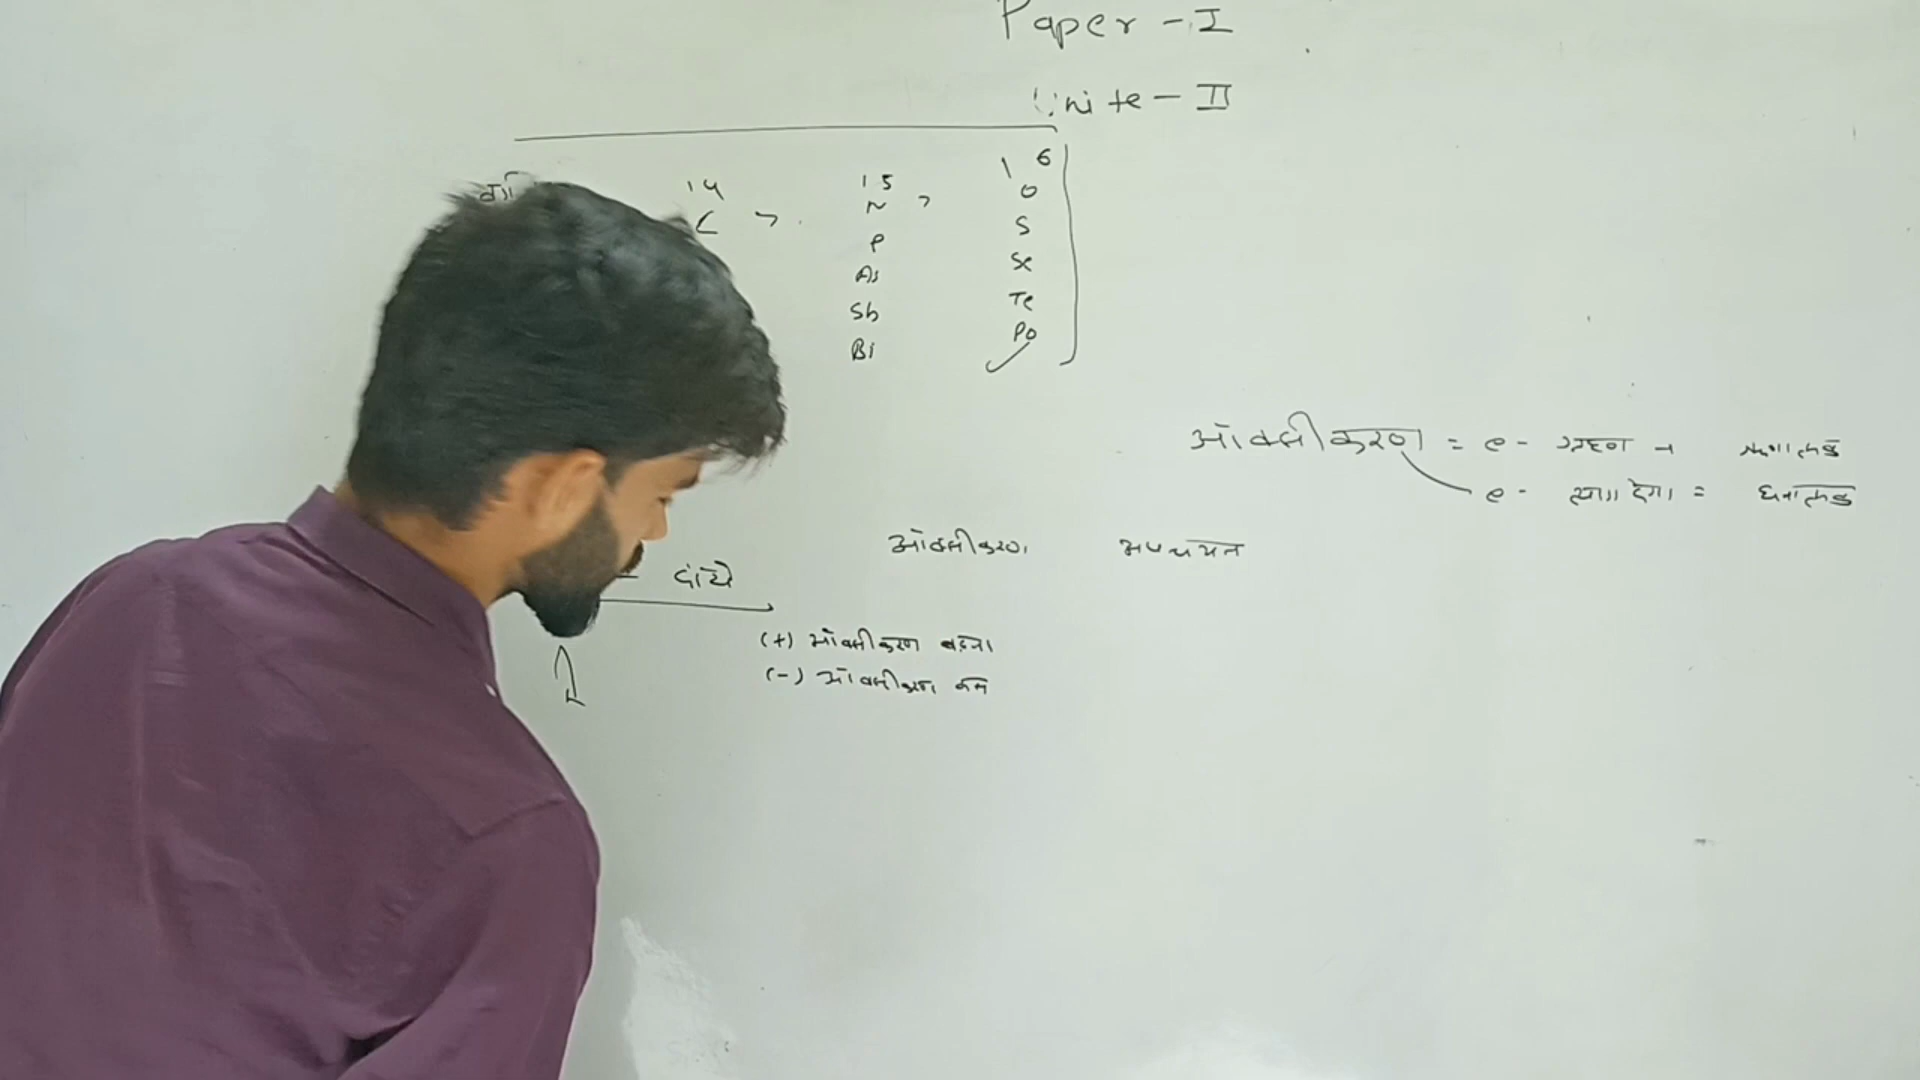 Paper - I
Unite - II
14 15 16
C > N > O
P S
As Se
Sb Te
Bi Po
ऑक्सीकरण = e - ग्रहण → ऋणात्मक
e - त्याग देगा = धनात्मक
ऑक्सीकरण अपचयन
दांये
(+) ऑक्सीकरण बढ़ना
(-) ऑक्सीकरण कम